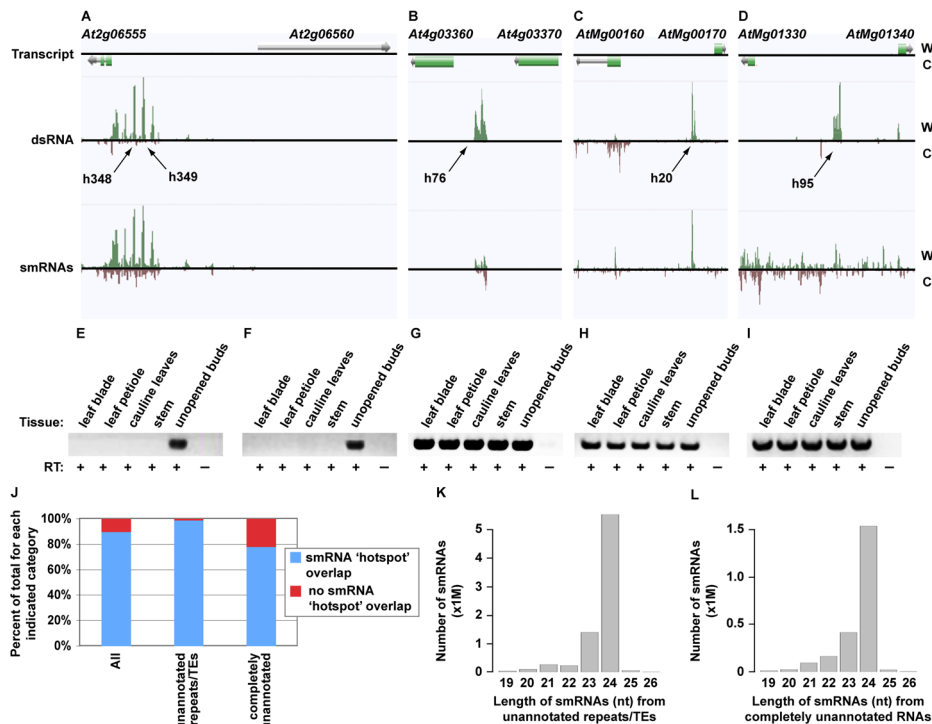 A B C D
At2g06555 At2g06560 At4g03360 At4g03370 AtMg00160 AtMg00170 AtMg01330 AtMg01340
Transcript W
C
dsRNA W
C
h348 h349 h76 h20 h95
smRNAs W
C
E F G H I
leaf blade leaf petiole cauline leaves stem unopened buds leaf blade leaf petiole cauline leaves stem unopened buds leaf blade leaf petiole cauline leaves stem unopened buds leaf blade leaf petiole cauline leaves stem unopened buds leaf blade leaf petiole cauline leaves stem unopened buds
Tissue:
RT: + + + + + – + + + + + – + + + + + – + + + + + – + + + + + –
J
Percent of total for each
indicated category
100%
80%
60%
40%
20%
0%
All
unannotated
repeats/TEs
completely
unannotated
smRNA ‘hotspot’
overlap
no smRNA
‘hotspot’ overlap
K
Number of smRNAs
(x1M)
5
4
3
2
1
0
19 20 21 22 23 24 25 26
Length of smRNAs (nt) from
unannotated repeats/TEs
L
Number of smRNAs
(x1M)
1.5
1.0
0.5
0
19 20 21 22 23 24 25 26
Length of smRNAs (nt) from
completely unannotated RNAs